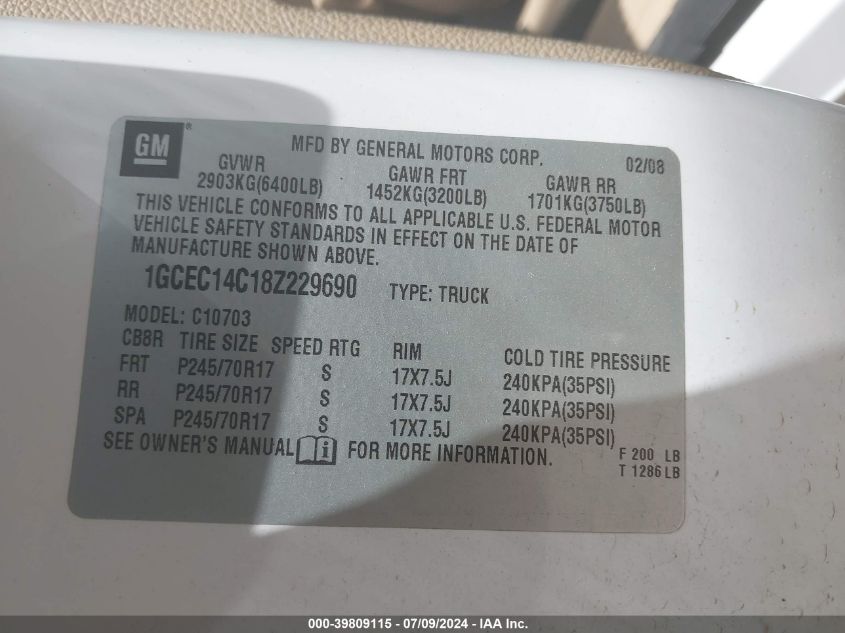 GM® MFD BY GENERAL MOTORS CORP. 02/08
GVWR GAWR FRT GAWR RR
2903KG(6400LB) 1452KG(3200LB) 1701KG(3750LB)
THIS VEHICLE CONFORMS TO ALL APPLICABLE U.S. FEDERAL MOTOR
VEHICLE SAFETY STANDARDS IN EFFECT ON THE DATE OF
MANUFACTURE SHOWN ABOVE.
1GCEC14C18Z229690 TYPE: TRUCK
MODEL: C10703
CB8R TIRE SIZE SPEED RTG RIM COLD TIRE PRESSURE
FRT P245/70R17 S 17X7.5J 240KPA(35PSI)
RR P245/70R17 S 17X7.5J 240KPA(35PSI)
SPA P245/70R17 S 17X7.5J 240KPA(35PSI)
SEE OWNER'S MANUAL FOR MORE INFORMATION.
F 200 LB
T 1286 LB
000-39809115 - 07/09/2024 - IAA Inc.